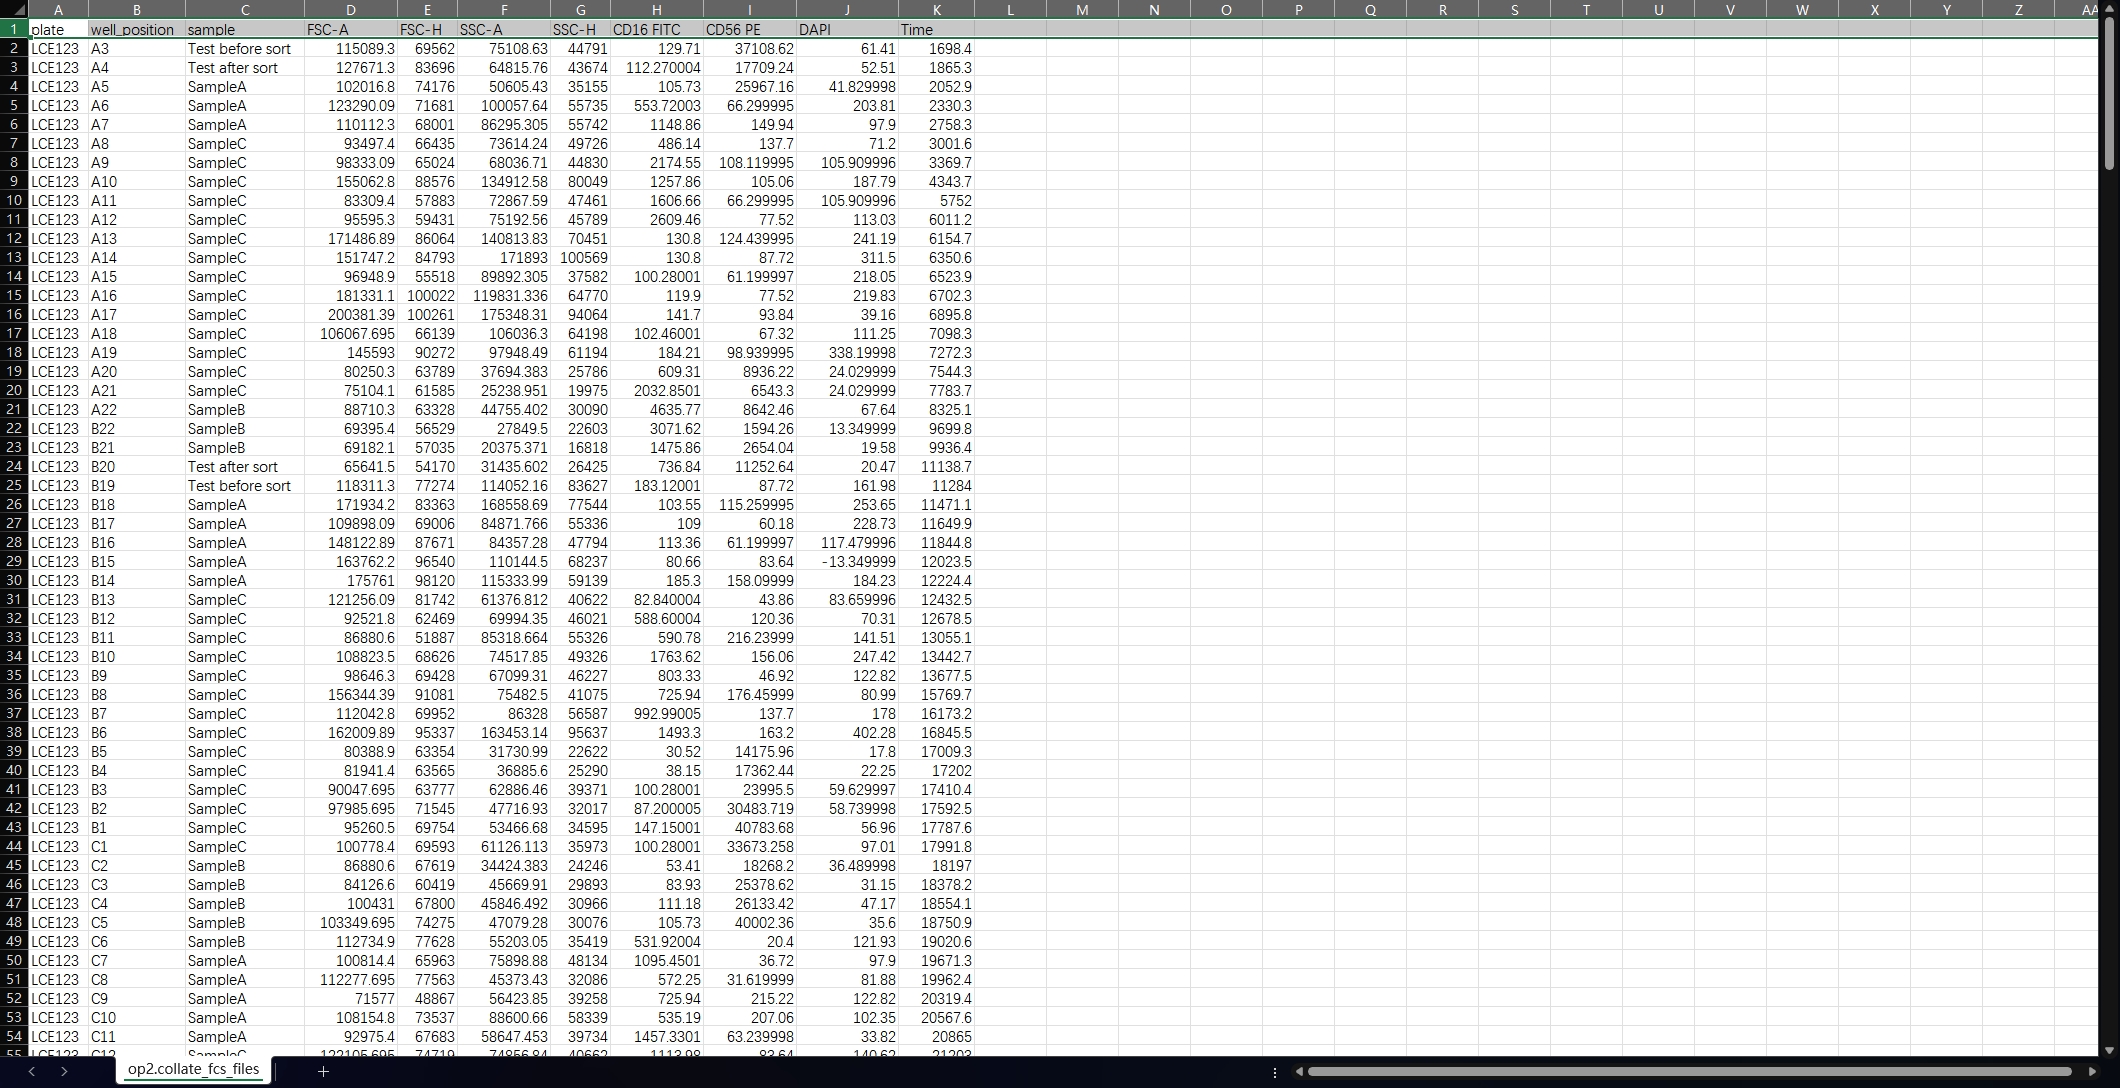 A B C D E F G H I J K L M N O P Q R S T U V W X Y Z AA
1 plate well_position sample FSC-A FSC-H SSC-A SSC-H CD16 FITC CD56 PE DAPI Time
2 LCE123 A3 Test before sort 115089.3 69562 75108.63 44791 129.71 37108.62 61.41 1698.4
3 LCE123 A4 Test after sort 127671.3 83696 64815.76 43674 112.270004 17709.24 52.51 1865.3
4 LCE123 A5 SampleA 102016.8 74176 50605.43 35155 105.73 25967.16 41.829998 2052.9
5 LCE123 A6 SampleA 123290.09 71681 100057.64 55735 553.72003 66.299995 203.81 2330.3
6 LCE123 A7 SampleA 110112.3 68001 86295.305 55742 1148.86 149.94 97.9 2758.3
7 LCE123 A8 SampleC 93497.4 66435 73614.24 49726 486.14 137.7 71.2 3001.6
8 LCE123 A9 SampleC 98333.09 65024 68036.71 44830 2174.55 108.119995 105.909996 3369.7
9 LCE123 A10 SampleC 155062.8 88576 134912.58 80049 1257.86 105.06 187.79 4343.7
10 LCE123 A11 SampleC 83309.4 57883 72867.59 47461 1606.66 66.299995 105.909996 5752
11 LCE123 A12 SampleC 95595.3 59431 75192.56 45789 2609.46 77.52 113.03 6011.2
12 LCE123 A13 SampleC 171486.89 86064 140813.83 70451 130.8 124.439995 241.19 6154.7
13 LCE123 A14 SampleC 151747.2 84793 171893 100569 130.8 87.72 311.5 6350.6
14 LCE123 A15 SampleC 96948.9 55518 89892.305 37582 100.28001 61.199997 218.05 6523.9
15 LCE123 A16 SampleC 181331.1 100022 119831.336 64770 119.9 77.52 219.83 6702.3
16 LCE123 A17 SampleC 200381.39 100261 175348.31 94064 141.7 93.84 39.16 6895.8
17 LCE123 A18 SampleC 106067.695 66139 106036.3 64198 102.46001 67.32 111.25 7098.3
18 LCE123 A19 SampleC 145593 90272 97948.49 61194 184.21 98.939995 338.19998 7272.3
19 LCE123 A20 SampleC 80250.3 63789 37694.383 25786 609.31 8936.22 24.029999 7544.3
20 LCE123 A21 SampleC 75104.1 61585 25238.951 19975 2032.8501 6543.3 24.029999 7783.7
21 LCE123 A22 SampleB 88710.3 63328 44755.402 30090 4635.77 8642.46 67.64 8325.1
22 LCE123 B22 SampleB 69395.4 56529 27849.5 22603 3071.62 1594.26 13.349999 9699.8
23 LCE123 B21 SampleB 69182.1 57035 20375.371 16818 1475.86 2654.04 19.58 9936.4
24 LCE123 B20 Test after sort 65641.5 54170 31435.602 26425 736.84 11252.64 20.47 11138.7
25 LCE123 B19 Test before sort 118311.3 77274 114052.16 83627 183.12001 87.72 161.98 11284
26 LCE123 B18 SampleA 171934.2 83363 168558.69 77544 103.55 115.259995 253.65 11471.1
27 LCE123 B17 SampleA 109898.09 69006 84871.766 55336 109 60.18 228.73 11649.9
28 LCE123 B16 SampleA 148122.89 87671 84357.28 47794 113.36 61.199997 117.479996 11844.8
29 LCE123 B15 SampleA 163762.2 96540 110144.5 68237 80.66 83.64 -13.349999 12023.5
30 LCE123 B14 SampleA 175761 98120 115333.99 59139 185.3 158.09999 184.23 12224.4
31 LCE123 B13 SampleC 121256.09 81742 61376.812 40622 82.840004 43.86 83.659996 12432.5
32 LCE123 B12 SampleC 92521.8 62469 69994.35 46021 588.60004 120.36 70.31 12678.5
33 LCE123 B11 SampleC 86880.6 51887 85318.664 55326 590.78 216.23999 141.51 13055.1
34 LCE123 B10 SampleC 108823.5 68626 74517.85 49326 1763.62 156.06 247.42 13442.7
35 LCE123 B9 SampleC 98646.3 69428 67099.31 46227 803.33 46.92 122.82 13677.5
36 LCE123 B8 SampleC 156344.39 91081 75482.5 41075 725.94 176.45999 80.99 15769.7
37 LCE123 B7 SampleC 112042.8 69952 86328 56587 992.99005 137.7 178 16173.2
38 LCE123 B6 SampleC 162009.89 95337 163453.14 95637 1493.3 163.2 402.28 16845.5
39 LCE123 B5 SampleC 80388.9 63354 31730.99 22622 30.52 14175.96 17.8 17009.3
40 LCE123 B4 SampleC 81941.4 63565 36885.6 25290 38.15 17362.44 22.25 17202
41 LCE123 B3 SampleC 90047.695 63777 62886.46 39371 100.28001 23995.5 59.629997 17410.4
42 LCE123 B2 SampleC 97985.695 71545 47716.93 32017 87.200005 30483.719 58.739998 17592.5
43 LCE123 B1 SampleC 95260.5 69754 53466.68 34595 147.15001 40783.68 56.96 17787.6
44 LCE123 C1 SampleC 100778.4 69593 61126.113 35973 100.28001 33673.258 97.01 17991.8
45 LCE123 C2 SampleB 86880.6 67619 34424.383 24246 53.41 18268.2 36.489998 18197
46 LCE123 C3 SampleB 84126.6 60419 45669.91 29893 83.93 25378.62 31.15 18378.2
47 LCE123 C4 SampleB 100431 67800 45846.492 30966 111.18 26133.42 47.17 18554.1
48 LCE123 C5 SampleB 103349.695 74275 47079.28 30076 105.73 40002.36 35.6 18750.9
49 LCE123 C6 SampleB 112734.9 77628 55203.05 35419 531.92004 20.4 121.93 19020.6
50 LCE123 C7 SampleA 100814.4 65963 75898.88 48134 1095.4501 36.72 97.9 19671.3
51 LCE123 C8 SampleA 112277.695 77563 45373.43 32086 572.25 31.619999 81.88 19962.4
52 LCE123 C9 SampleA 71577 48867 56423.85 39258 725.94 215.22 122.82 20319.4
53 LCE123 C10 SampleA 108154.8 73537 88600.66 58339 535.19 207.06 102.35 20567.6
54 LCE123 C11 SampleA 92975.4 67683 58647.453 39734 1457.3301 63.239998 33.82 20865
55 LCE123 C12 SampleC 122105.695 74719 74856.84 40662 1113.98 83.64 140.62 21203
op2.collate_fcs_files